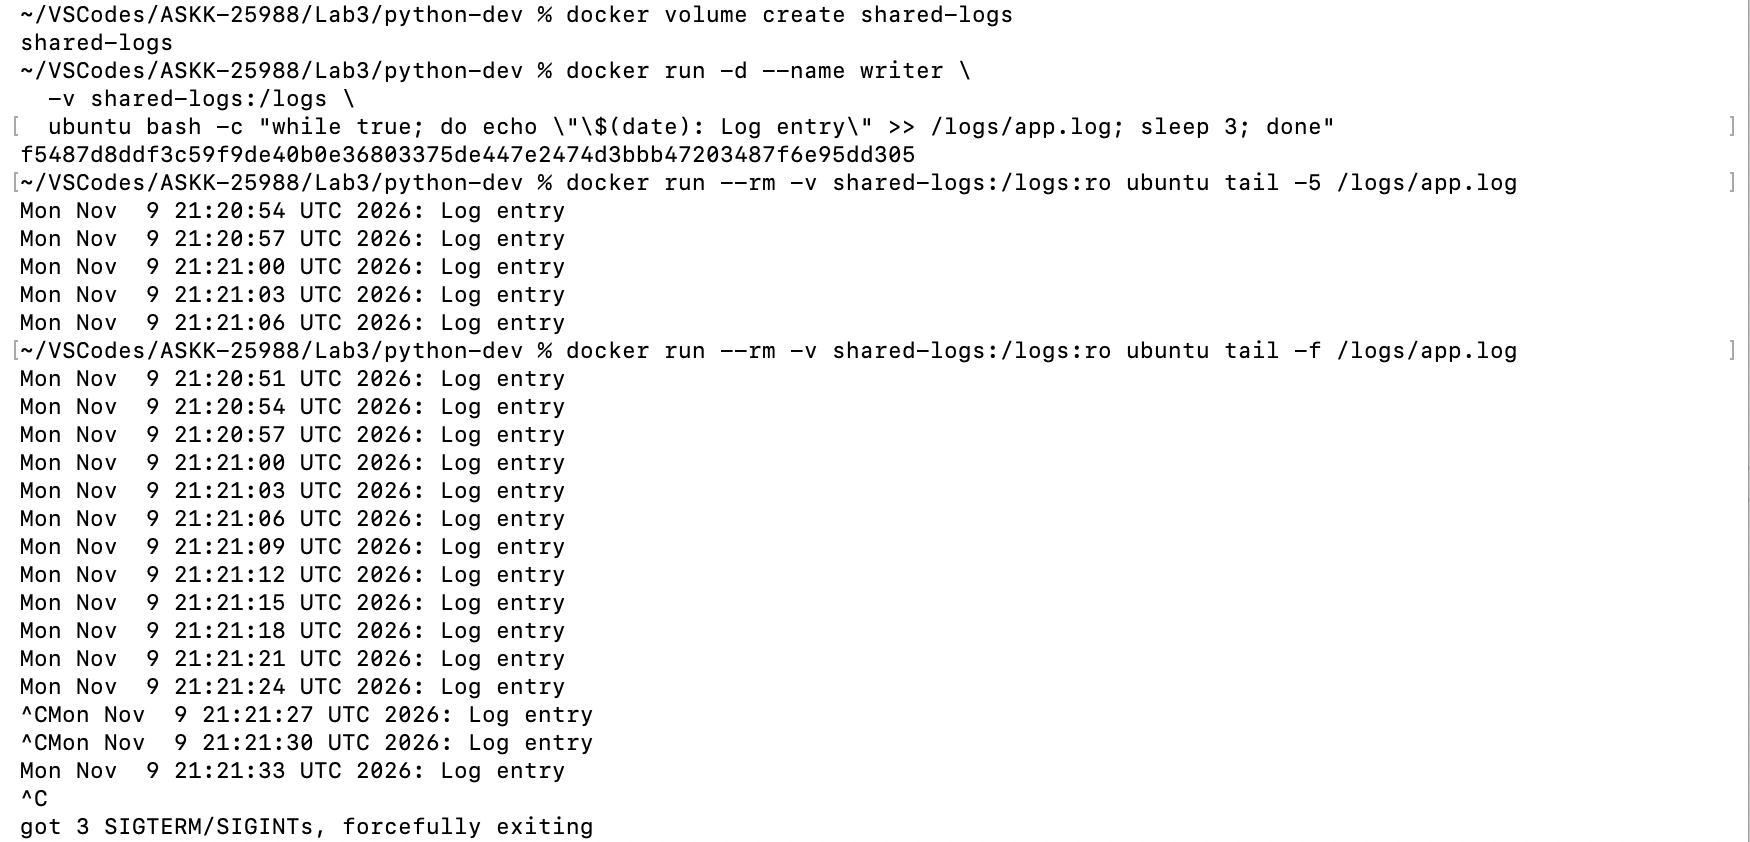 ~/VSCodes/ASKK-25988/Lab3/python-dev % docker volume create shared-logs
shared-logs
~/VSCodes/ASKK-25988/Lab3/python-dev % docker run -d --name writer \
  -v shared-logs:/logs \
[  ubuntu bash -c "while true; do echo \"\$(date): Log entry\" >> /logs/app.log; sleep 3; done" ]
f5487d8ddf3c59f9de40b0e36803375de447e2474d3bbb47203487f6e95dd305
[~/VSCodes/ASKK-25988/Lab3/python-dev % docker run --rm -v shared-logs:/logs:ro ubuntu tail -5 /logs/app.log ]
Mon Nov  9 21:20:54 UTC 2026: Log entry
Mon Nov  9 21:20:57 UTC 2026: Log entry
Mon Nov  9 21:21:00 UTC 2026: Log entry
Mon Nov  9 21:21:03 UTC 2026: Log entry
Mon Nov  9 21:21:06 UTC 2026: Log entry
[~/VSCodes/ASKK-25988/Lab3/python-dev % docker run --rm -v shared-logs:/logs:ro ubuntu tail -f /logs/app.log ]
Mon Nov  9 21:20:51 UTC 2026: Log entry
Mon Nov  9 21:20:54 UTC 2026: Log entry
Mon Nov  9 21:20:57 UTC 2026: Log entry
Mon Nov  9 21:21:00 UTC 2026: Log entry
Mon Nov  9 21:21:03 UTC 2026: Log entry
Mon Nov  9 21:21:06 UTC 2026: Log entry
Mon Nov  9 21:21:09 UTC 2026: Log entry
Mon Nov  9 21:21:12 UTC 2026: Log entry
Mon Nov  9 21:21:15 UTC 2026: Log entry
Mon Nov  9 21:21:18 UTC 2026: Log entry
Mon Nov  9 21:21:21 UTC 2026: Log entry
Mon Nov  9 21:21:24 UTC 2026: Log entry
^CMon Nov  9 21:21:27 UTC 2026: Log entry
^CMon Nov  9 21:21:30 UTC 2026: Log entry
Mon Nov  9 21:21:33 UTC 2026: Log entry
^C
got 3 SIGTERM/SIGINTs, forcefully exiting